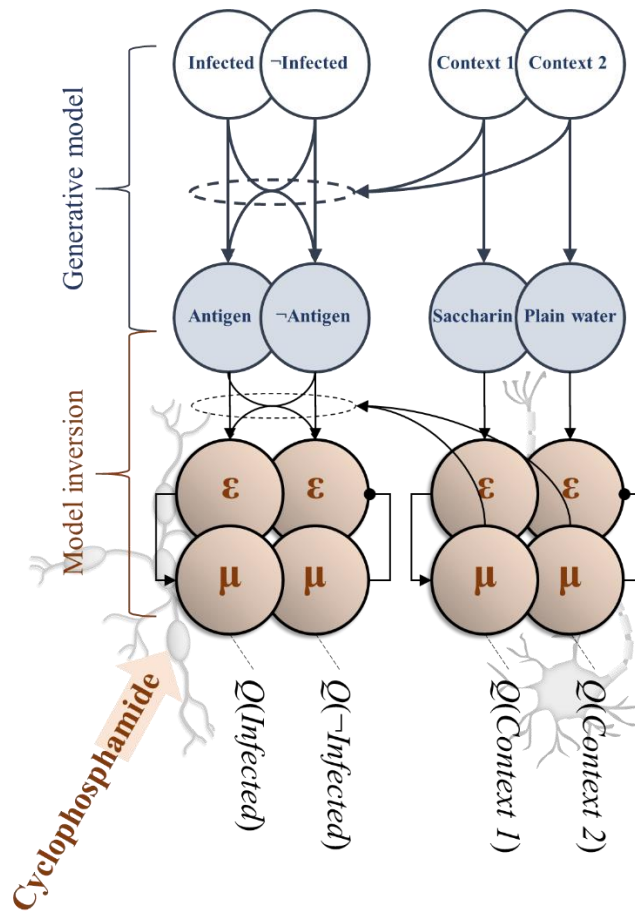 Infected ¬Infected Context 1 Context 2
Generative model
Antigen ¬Antigen Saccharin Plain water
Model inversion
ε ε ε ε
μ μ μ μ
Cyclophosphamide
Q(Infected)
Q(¬Infected)
Q(Context 1)
Q(Context 2)